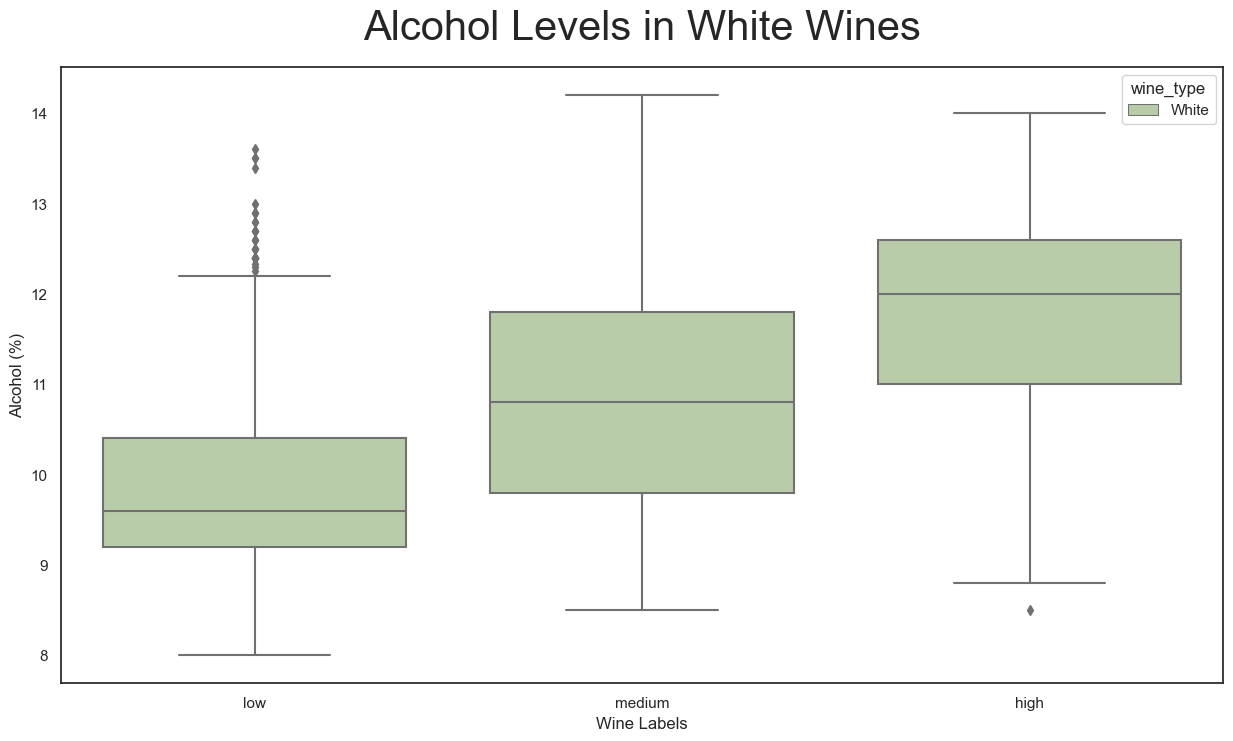 Alcohol Levels in White Wines
wine_type
White
14
13
12
11
10
9
8
Alcohol (%)
low
medium
high
Wine Labels